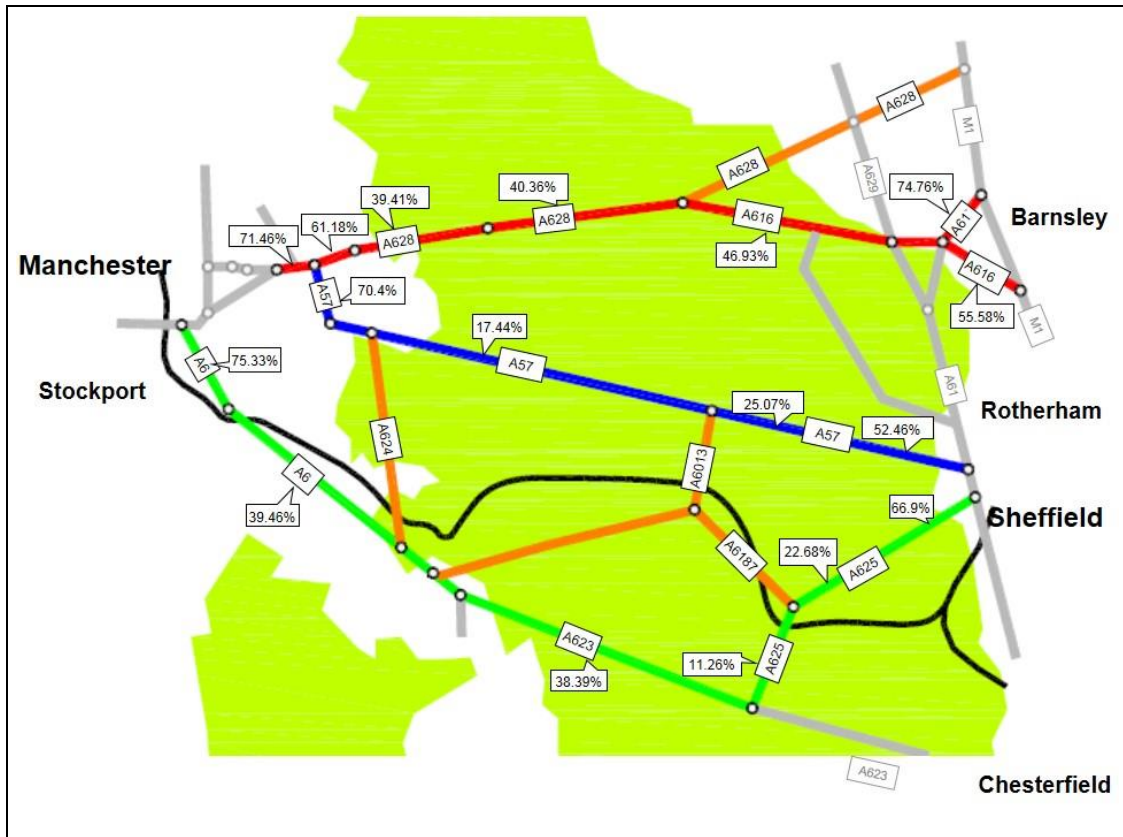 A628
M1
A628
A629
74.76%
40.36%
39.41%
61.18%
71.46%
A628
A628
A616
A61
Barnsley
46.93%
Manchester
A616
55.58%
M1
A57
70.4%
17.44%
A57
75.33%
A6
Stockport
A61
25.07%
Rotherham
A57
52.46%
A624
A6013
A6
39.46%
66.9%
Sheffield
A6187
22.68%
A625
A623
38.39%
11.26%
A625
A623
Chesterfield